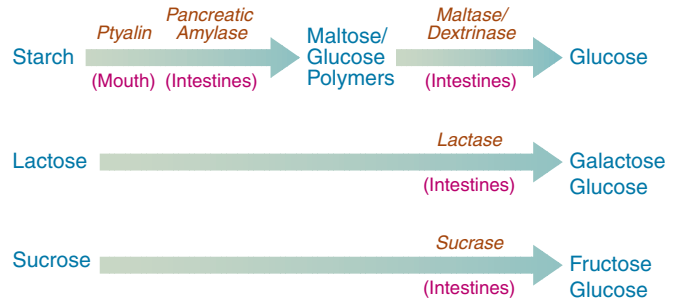 Ptyalin Pancreatic Amylase Maltase/ Dextrinase
Starch Maltose/ Glucose Polymers Glucose
(Mouth) (Intestines) (Intestines)
Lactase
Lactose Galactose
(Intestines) Glucose
Sucrase
Sucrose Fructose
(Intestines) Glucose